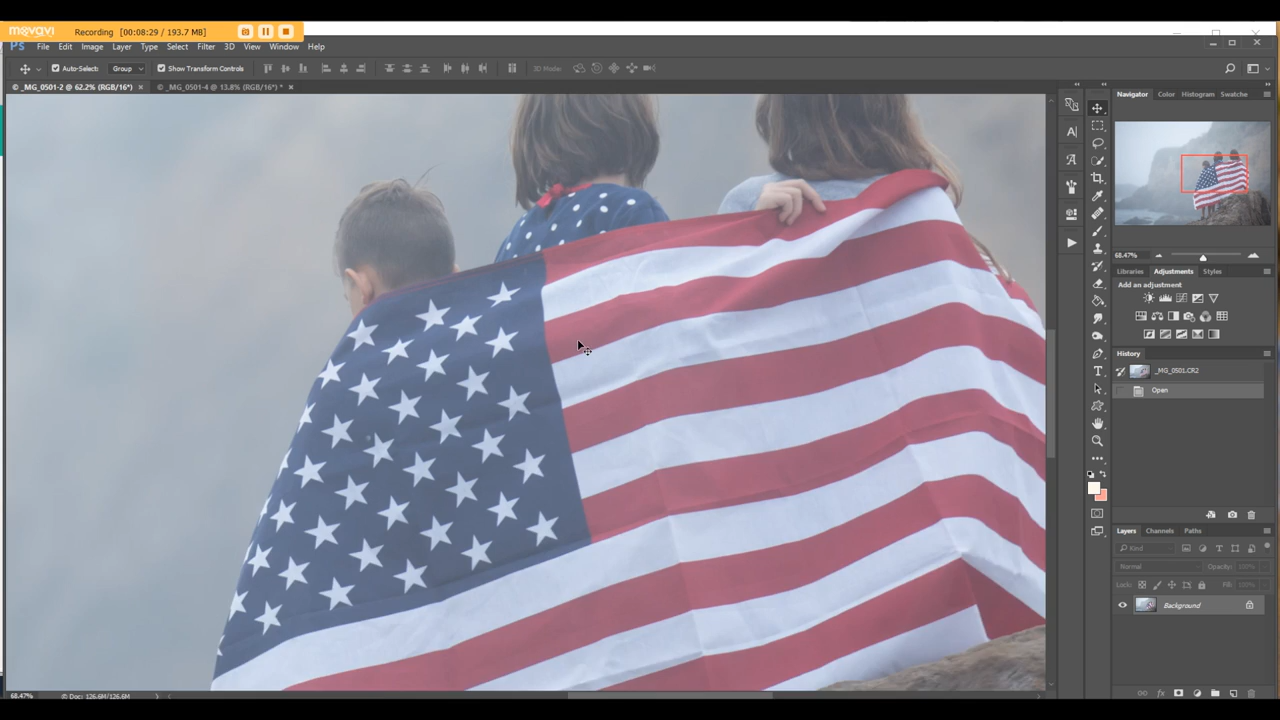 movavi Recording [00:08:29 / 193.7 MB]
PS File Edit Image Layer Type Select Filter 3D View Window Help
Auto-Select: Group Show Transform Controls 3D Mode:
© _MG_0501-2 @ 62.2% (RGB/16*) × © _MG_0501-4 @ 13.8% (RGB/16*) * ×
Navigator Color Histogram Swatche
68.47%
Libraries Adjustments Styles
Add an adjustment
History
_MG_0501.CR2
Open
Layers Channels Paths
Kind
Normal Opacity: 100%
Lock: Fill: 100%
Background
68.47% © Doc: 126.6M/126.6M